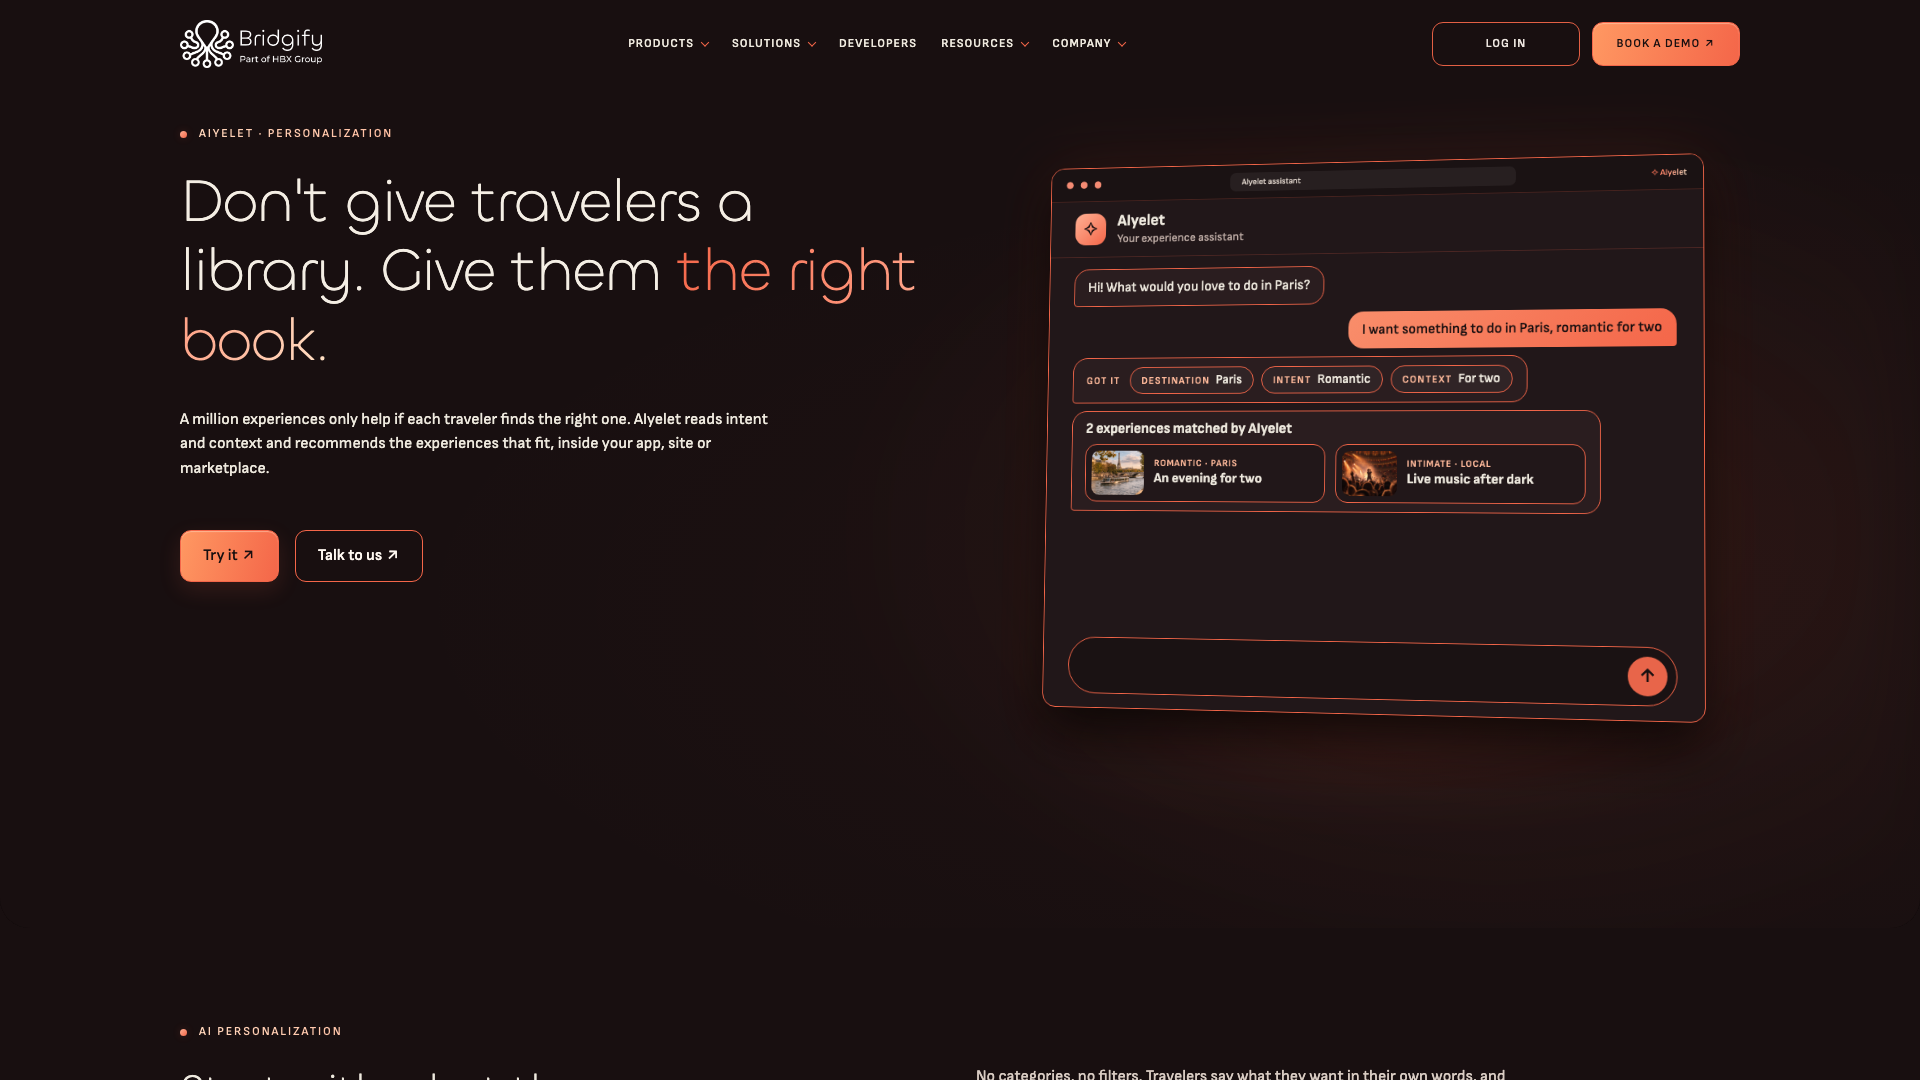 Bridgify
Part of HBX Group
PRODUCTS
SOLUTIONS
DEVELOPERS
RESOURCES
COMPANY
LOG IN
BOOK A DEMO
AIYELET · PERSONALIZATION
Don't give travelers a
library. Give them the right
book.
A million experiences only help if each traveler finds the right one. AIyelet reads intent
and context and recommends the experiences that fit, inside your app, site or
marketplace.
Try it
Talk to us
AIyelet assistant
AIyelet
AIyelet
Your experience assistant
Hi! What would you love to do in Paris?
I want something to do in Paris, romantic for two
GOT IT
DESTINATION Paris
INTENT Romantic
CONTEXT For two
2 experiences matched by AIyelet
ROMANTIC · PARIS
An evening for two
INTIMATE · LOCAL
Live music after dark
AI PERSONALIZATION
No categories, no filters. Travelers say what they want in their own words, and